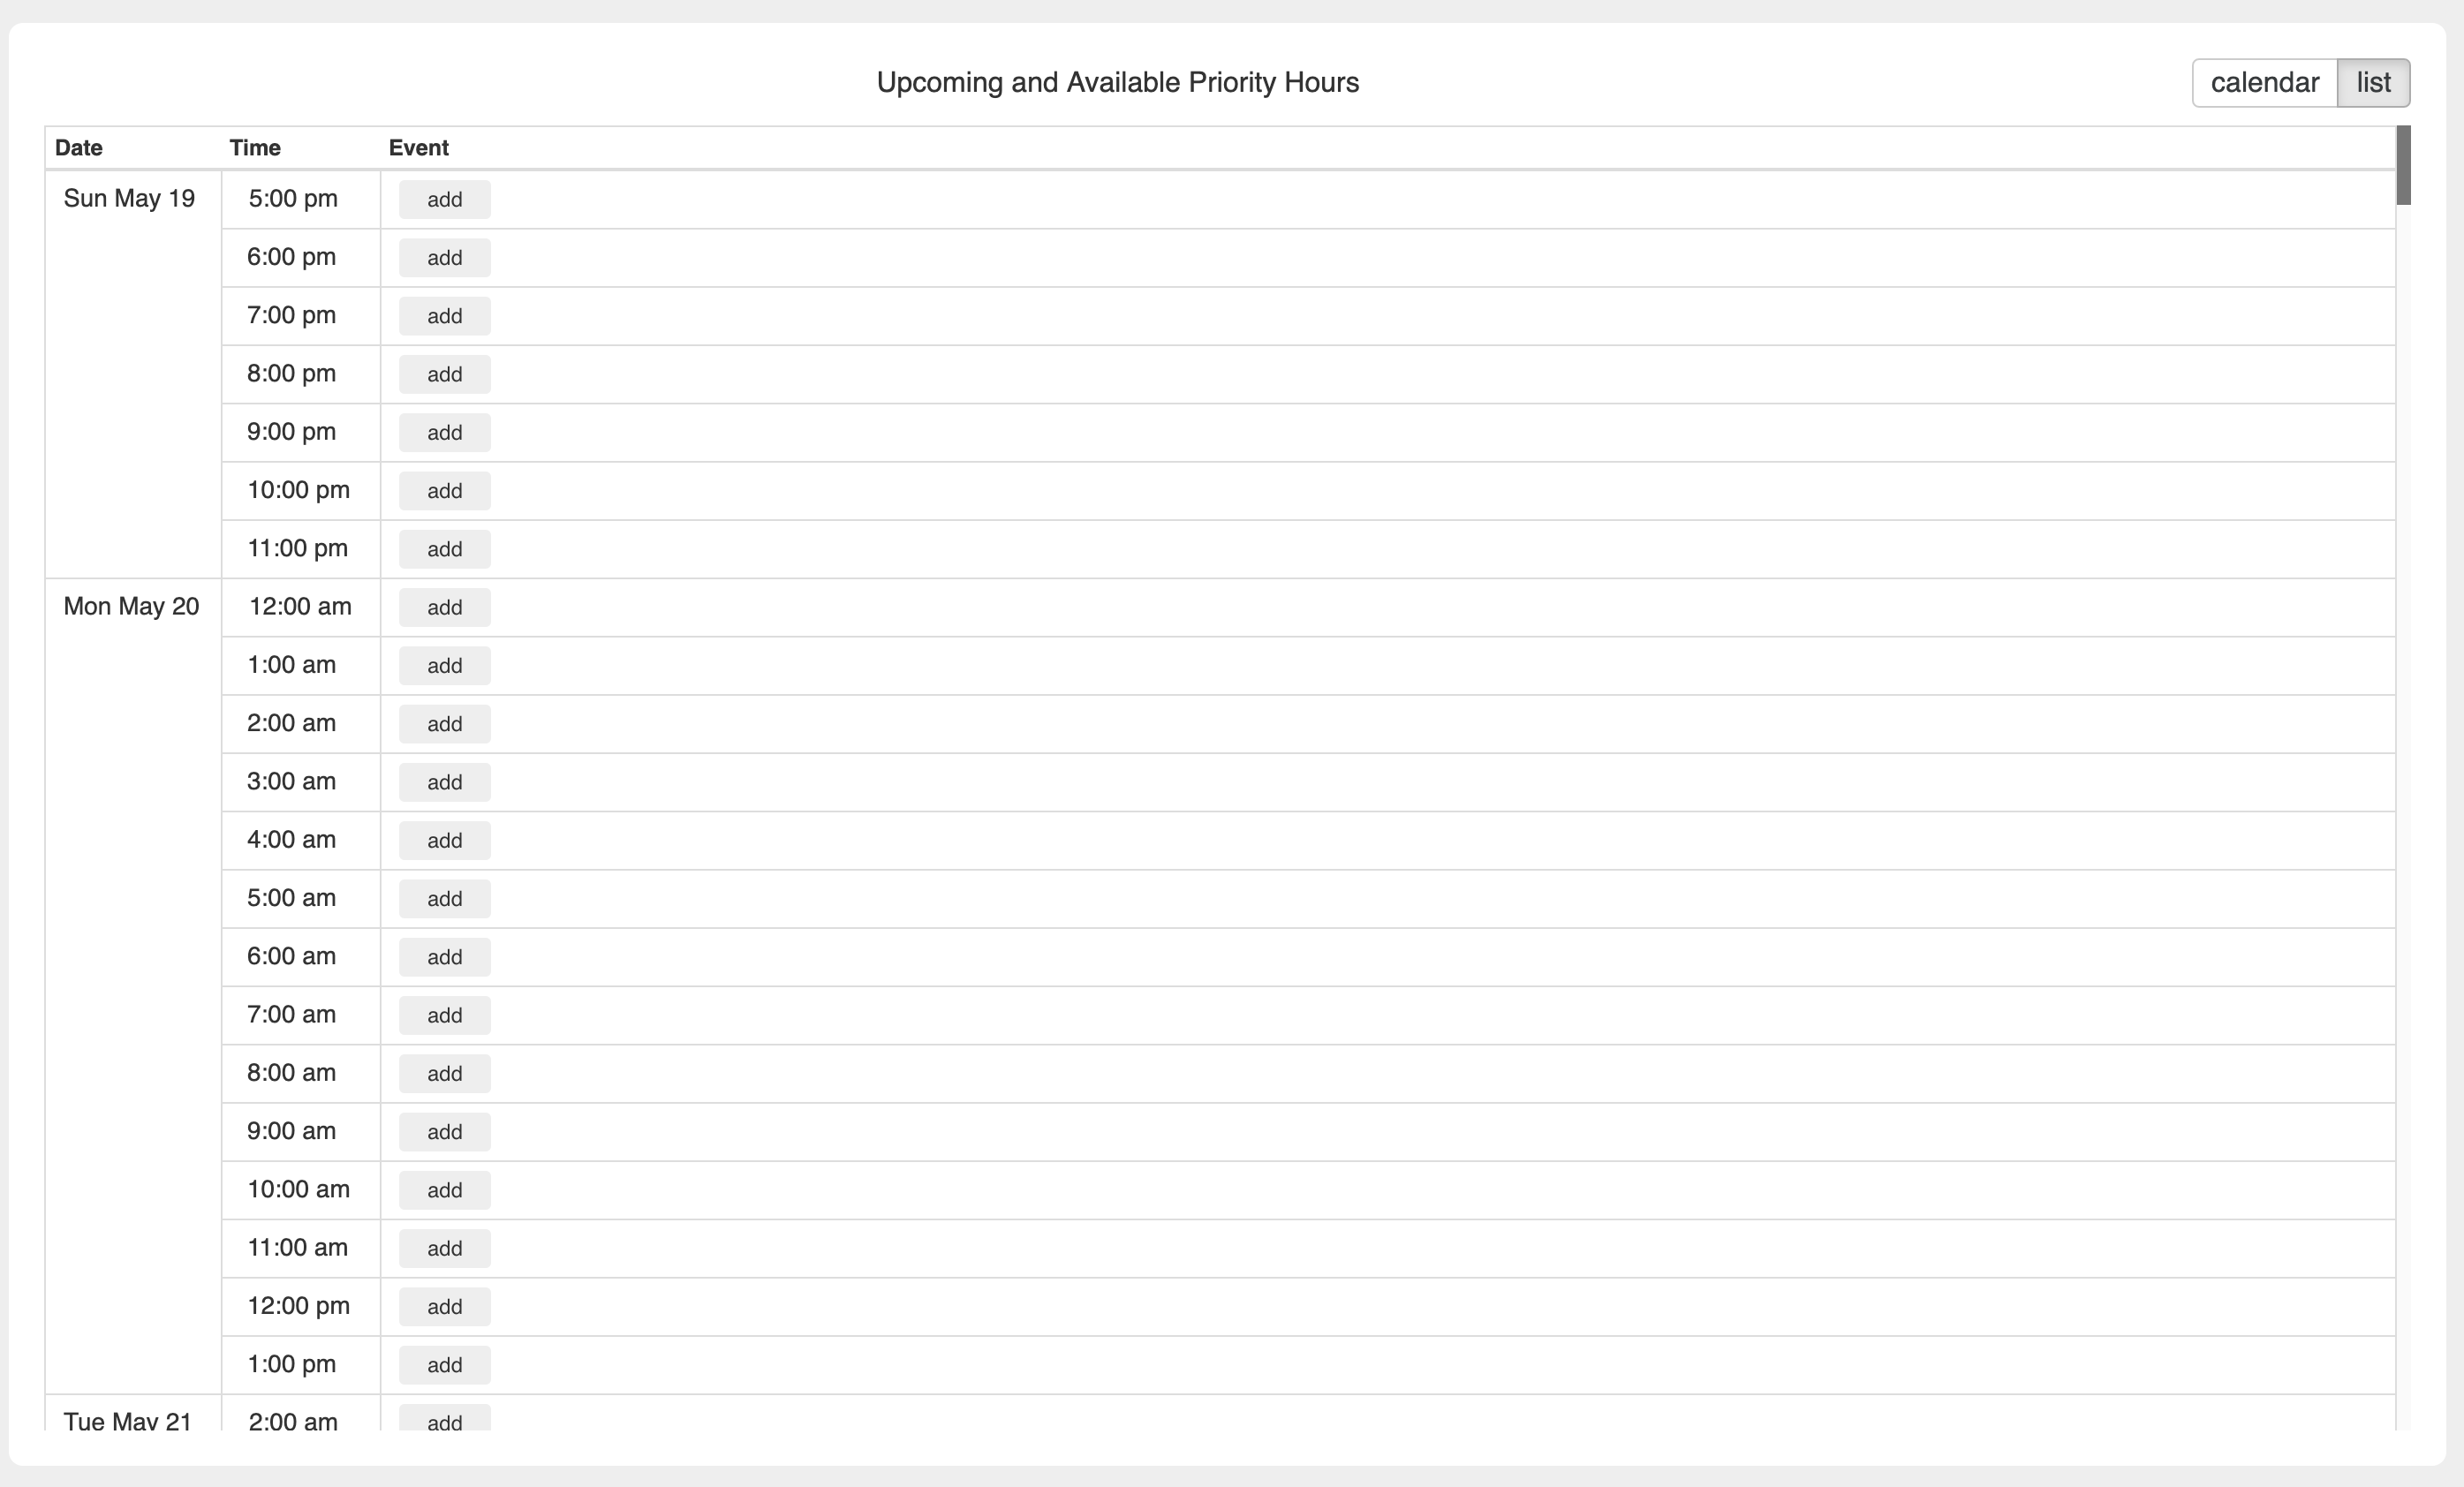 Upcoming and Available Priority Hours
calendar list
Date Time Event
Sun May 19 5:00 pm add
6:00 pm add
7:00 pm add
8:00 pm add
9:00 pm add
10:00 pm add
11:00 pm add
Mon May 20 12:00 am add
1:00 am add
2:00 am add
3:00 am add
4:00 am add
5:00 am add
6:00 am add
7:00 am add
8:00 am add
9:00 am add
10:00 am add
11:00 am add
12:00 pm add
1:00 pm add
Tue May 21 2:00 am add